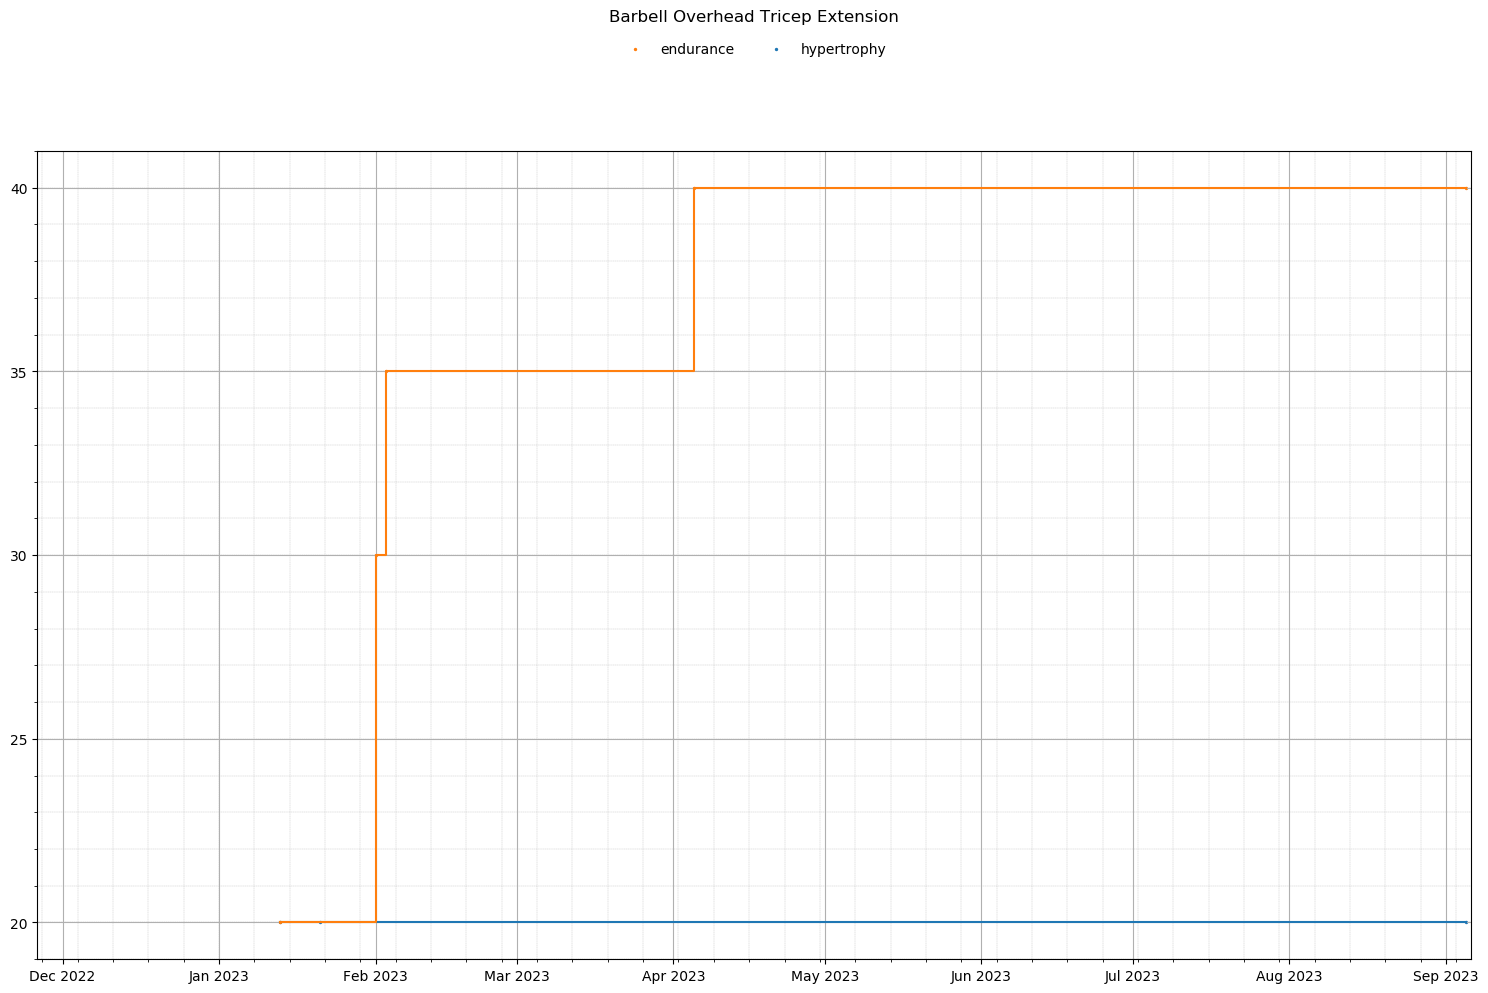 Barbell Overhead Tricep Extension
endurance hypertrophy
40
35
30
25
20
Dec 2022 Jan 2023 Feb 2023 Mar 2023 Apr 2023 May 2023 Jun 2023 Jul 2023 Aug 2023 Sep 2023